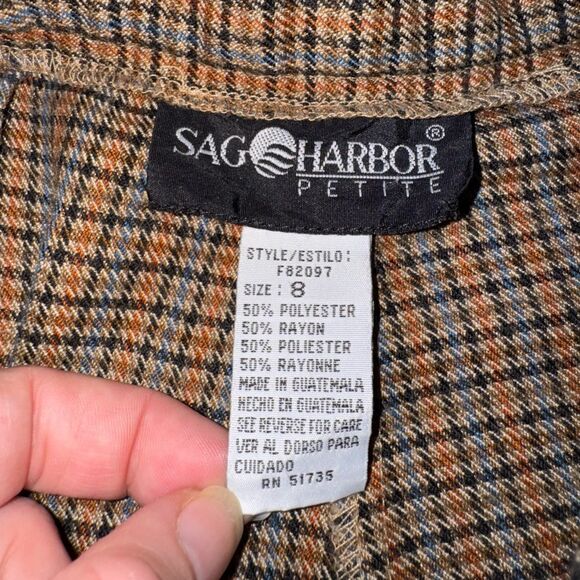 SAG HARBOR ®
PETITE
STYLE/ESTILO:
F82097
SIZE : 8
50% POLYESTER
50% RAYON
50% POLIESTER
50% RAYONNE
MADE IN GUATEMALA
HECHO EN GUATEMALA
SEE REVERSE FOR CARE
VER AL DORSO PARA
CUIDADO
RN 51735